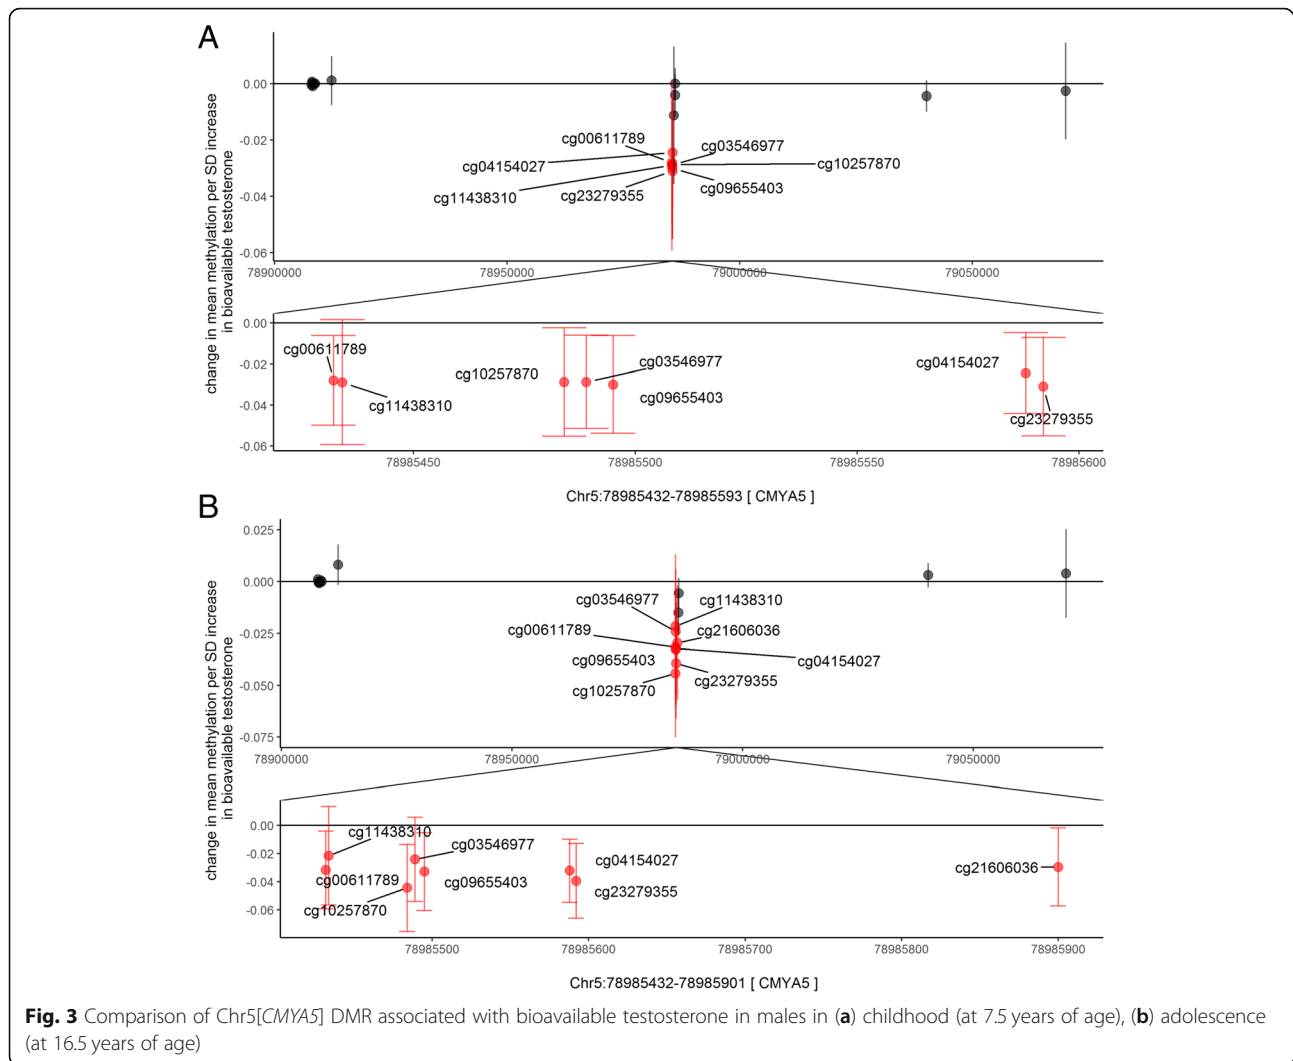 A
change in mean methylation per SD increase
in bioavailable testosterone
0.00
-0.02
-0.04
-0.06
cg00611789
cg03546977
cg04154027
cg10257870
cg11438310
cg23279355
cg09655403
78900000
78950000
79000000
79050000
0.00
-0.02
-0.04
-0.06
cg00611789
cg11438310
cg10257870
cg03546977
cg09655403
cg04154027
cg23279355
78985450
78985500
78985550
78985600
Chr5:78985432-78985593 [ CMYA5 ]
B
change in mean methylation per SD increase
in bioavailable testosterone
0.025
0.000
-0.025
-0.050
-0.075
cg03546977
cg11438310
cg00611789
cg21606036
cg09655403
cg04154027
cg10257870
cg23279355
78900000
78950000
79000000
79050000
0.00
-0.02
-0.04
-0.06
cg11438310
cg03546977
cg00611789
cg09655403
cg10257870
cg04154027
cg23279355
cg21606036
78985500
78985600
78985700
78985800
78985900
Chr5:78985432-78985901 [ CMYA5 ]
Fig. 3 Comparison of Chr5[CMYA5] DMR associated with bioavailable testosterone in males in (a) childhood (at 7.5 years of age), (b) adolescence
(at 16.5 years of age)